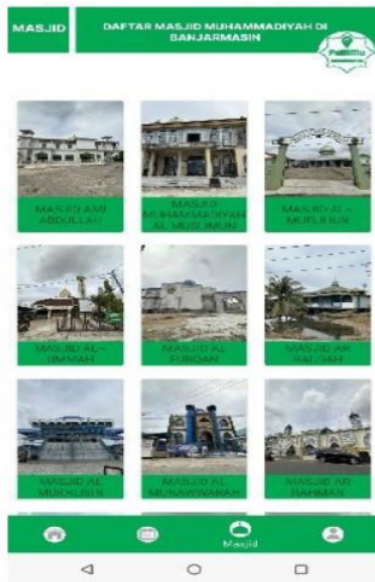 MASJID
DAFTAR MASJID MUHAMMADIYAH DI
BANJARMASIN
MASJID AMI
ABDULLAH
MASJID
MUHAMMADIYAH
AL MUSLIMUN
MASJID AL -
MUFLIHUN
MASJID AL-
UMMAH
MASJID AL
FURQAN
MASJID AR
RAUDAH
MASJID AL
MUKHLISIN
MASJID AL
MUNAWWARAH
MASJID AR
RAHMAN
Masjid